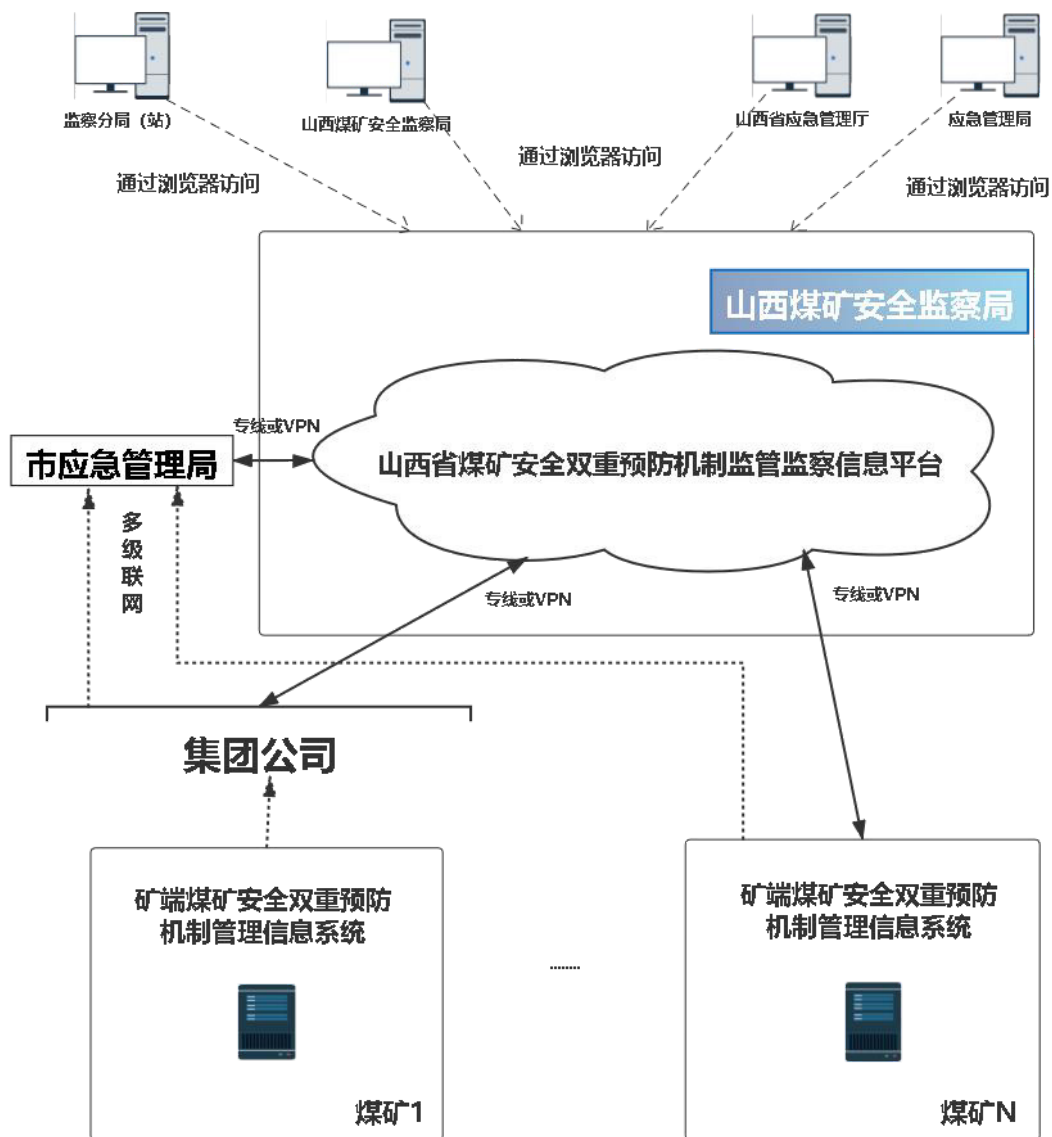 监察分局（站）
山西煤矿安全监察局
山西省应急管理厅
应急管理局
通过浏览器访问
通过浏览器访问
通过浏览器访问
山西煤矿安全监察局
专线或VPN
市应急管理局
山西省煤矿安全双重预防机制监管监察信息平台
多
级
联
网
专线或VPN
专线或VPN
集团公司
矿端煤矿安全双重预防
机制管理信息系统
矿端煤矿安全双重预防
机制管理信息系统
........
煤矿1
煤矿N